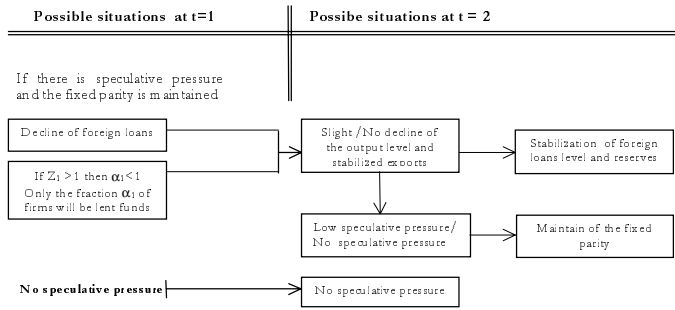 Possible situations at t=1
Possibe situations at t = 2
If there is speculative pressure
and the fixed parity is maintained
Decline of foreign loans
If Z1 >1 then α1<1
Only the fraction α1 of
firms will be lent funds
Slight /No decline of
the output level and
stabilized exports
Stabilization of foreign
loans level and reserves
Low speculative pressure/
No speculative pressure
Maintain of the fixed
parity
No speculative pressure
No speculative pressure